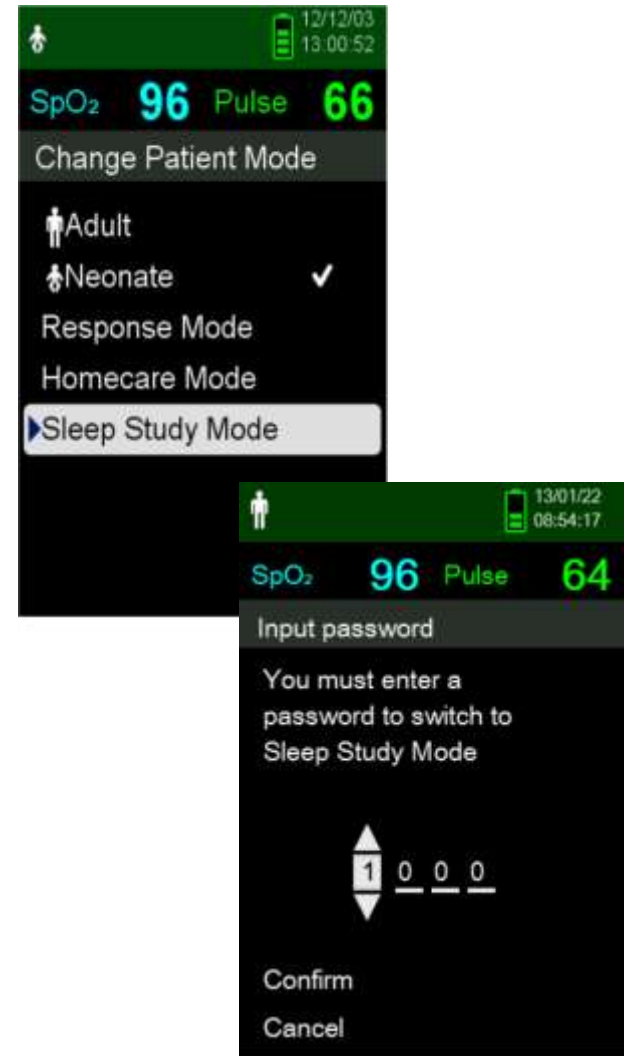 12/12/03
13:00:52
SpO₂ 96 Pulse 66
Change Patient Mode
Adult
Neonate
Response Mode
Homecare Mode
Sleep Study Mode
13/01/22
08:54:17
SpO₂ 96 Pulse 64
Input password
You must enter a
password to switch to
Sleep Study Mode
1 0 0 0
Confirm
Cancel